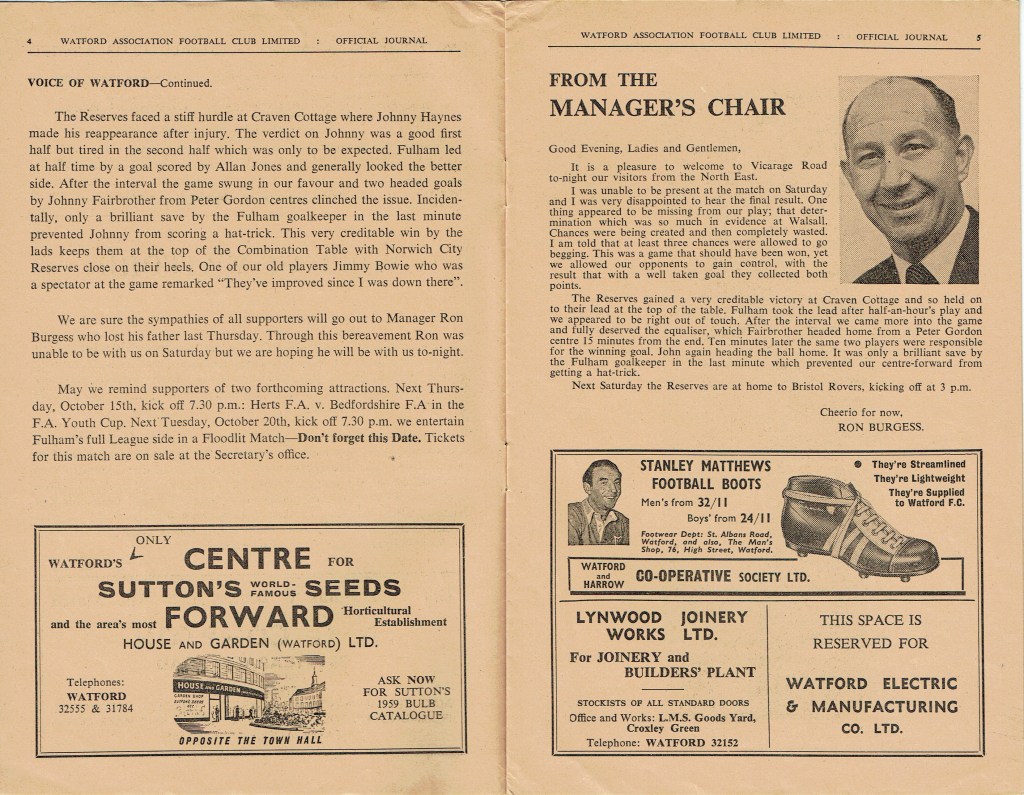 4 WATFORD ASSOCIATION FOOTBALL CLUB LIMITED : OFFICIAL JOURNAL
VOICE OF WATFORD—Continued.
The Reserves faced a stiff hurdle at Craven Cottage where Johnny Haynes
made his reappearance after injury. The verdict on Johnny was a good first
half but tired in the second half which was only to be expected. Fulham led
at half time by a goal scored by Allan Jones and generally looked the better
side. After the interval the game swung in our favour and two headed goals
by Johnny Fairbrother from Peter Gordon centres clinched the issue. Inciden-
tally, only a brilliant save by the Fulham goalkeeper in the last minute
prevented Johnny from scoring a hat-trick. This very creditable win by the
lads keeps them at the top of the Combination Table with Norwich City
Reserves close on their heels. One of our old players Jimmy Bowie who was
a spectator at the game remarked "They've improved since I was down there".
We are sure the sympathies of all supporters will go out to Manager Ron
Burgess who lost his father last Thursday. Through this bereavement Ron was
unable to be with us on Saturday but we are hoping he will be with us to-night.
May we remind supporters of two forthcoming attractions. Next Thurs-
day, October 15th, kick off 7.30 p.m.: Herts F.A. v. Bedfordshire F.A in the
F.A. Youth Cup. Next Tuesday, October 20th, kick off 7.30 p.m. we entertain
Fulham's full League side in a Floodlit Match—Don't forget this Date. Tickets
for this match are on sale at the Secretary's office.
ONLY
WATFORD'S CENTRE FOR
SUTTON'S WORLD-FAMOUS SEEDS
and the area's most FORWARD Horticultural Establishment
HOUSE AND GARDEN (WATFORD) LTD.
Telephones:
WATFORD
32555 & 31784
HOUSE AND GARDEN
ASK NOW
FOR SUTTON'S
1959 BULB
CATALOGUE
OPPOSITE THE TOWN HALL
WATFORD ASSOCIATION FOOTBALL CLUB LIMITED : OFFICIAL JOURNAL 5
FROM THE
MANAGER'S CHAIR
Good Evening, Ladies and Gentlemen,
It is a pleasure to welcome to Vicarage Road
to-night our visitors from the North East.
I was unable to be present at the match on Saturday
and I was very disappointed to hear the final result. One
thing appeared to be missing from our play; that deter-
mination which was so much in evidence at Walsall.
Chances were being created and then completely wasted.
I am told that at least three chances were allowed to go
begging. This was a game that should have been won, yet
we allowed our opponents to gain control, with the
result that with a well taken goal they collected both
points.
The Reserves gained a very creditable victory at Craven Cottage and so held on
to their lead at the top of the table. Fulham took the lead after half-an-hour's play and
we appeared to be right out of touch. After the interval we came more into the game
and fully deserved the equaliser, which Fairbrother headed home from a Peter Gordon
centre 15 minutes from the end. Ten minutes later the same two players were responsible
for the winning goal. John again heading the ball home. It was only a brilliant save by
the Fulham goalkeeper in the last minute which prevented our centre-forward from
getting a hat-trick.
Next Saturday the Reserves are at home to Bristol Rovers, kicking off at 3 p.m.
Cheerio for now,
RON BURGESS.
STANLEY MATTHEWS
FOOTBALL BOOTS
Men's from 32/11
Boys' from 24/11
Footwear Dept: St. Albans Road,
Watford, and also, The Man's
Shop, 76, High Street, Watford.
They're Streamlined
They're Lightweight
They're Supplied
to Watford F.C.
WATFORD and HARROW CO-OPERATIVE SOCIETY LTD.
LYNWOOD JOINERY
WORKS LTD.
For JOINERY and
BUILDERS' PLANT
STOCKISTS OF ALL STANDARD DOORS
Office and Works: L.M.S. Goods Yard,
Croxley Green
Telephone: WATFORD 32152
THIS SPACE IS
RESERVED FOR
WATFORD ELECTRIC
& MANUFACTURING
CO. LTD.